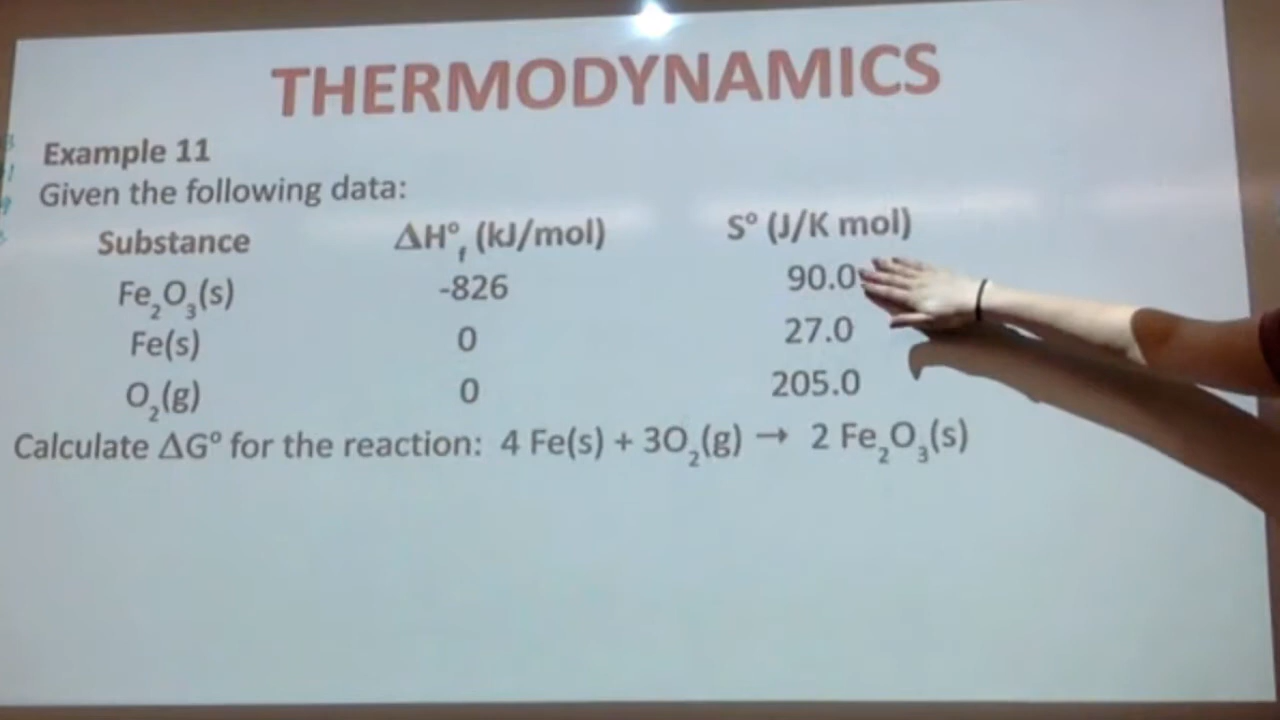 THERMODYNAMICS
Example 11
Given the following data:
Substance ΔH°f (kJ/mol) S° (J/K mol)
Fe2O3(s) -826 90.0
Fe(s) 0 27.0
O2(g) 0 205.0
Calculate ΔG° for the reaction: 4 Fe(s) + 3O2(g) → 2 Fe2O3(s)